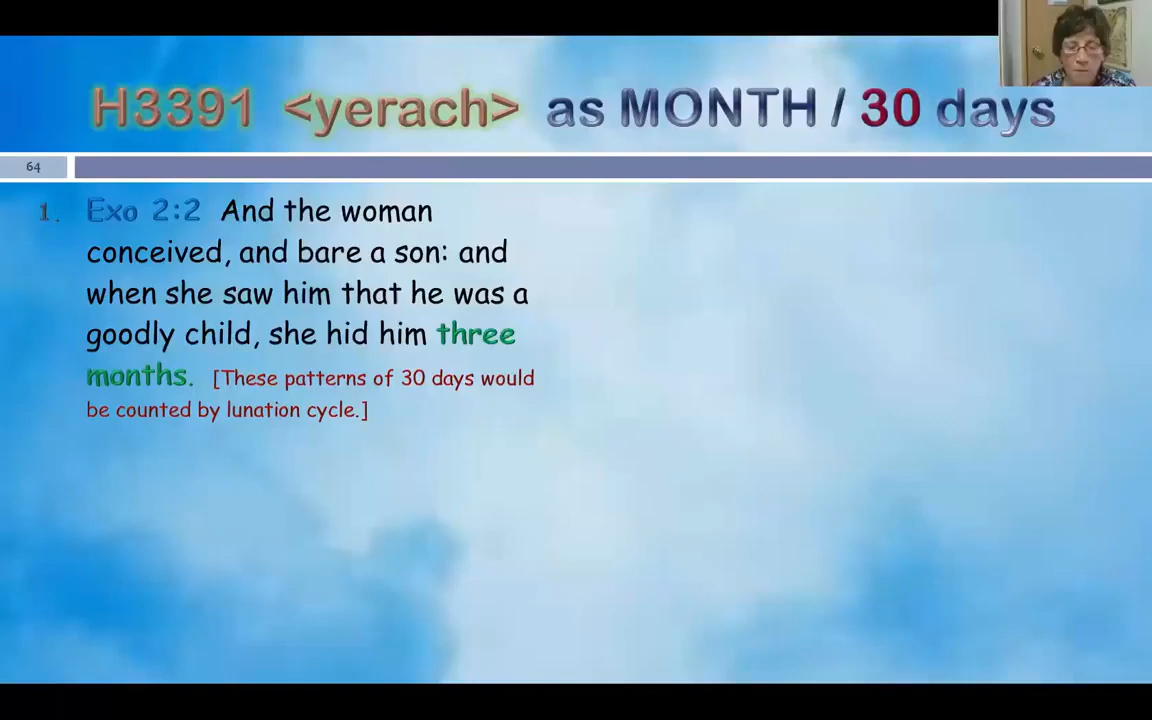 H3391 <yerach> as MONTH / 30 days
64
1. Exo 2:2 And the woman
conceived, and bare a son: and
when she saw him that he was a
goodly child, she hid him three
months. [These patterns of 30 days would
be counted by lunation cycle.]